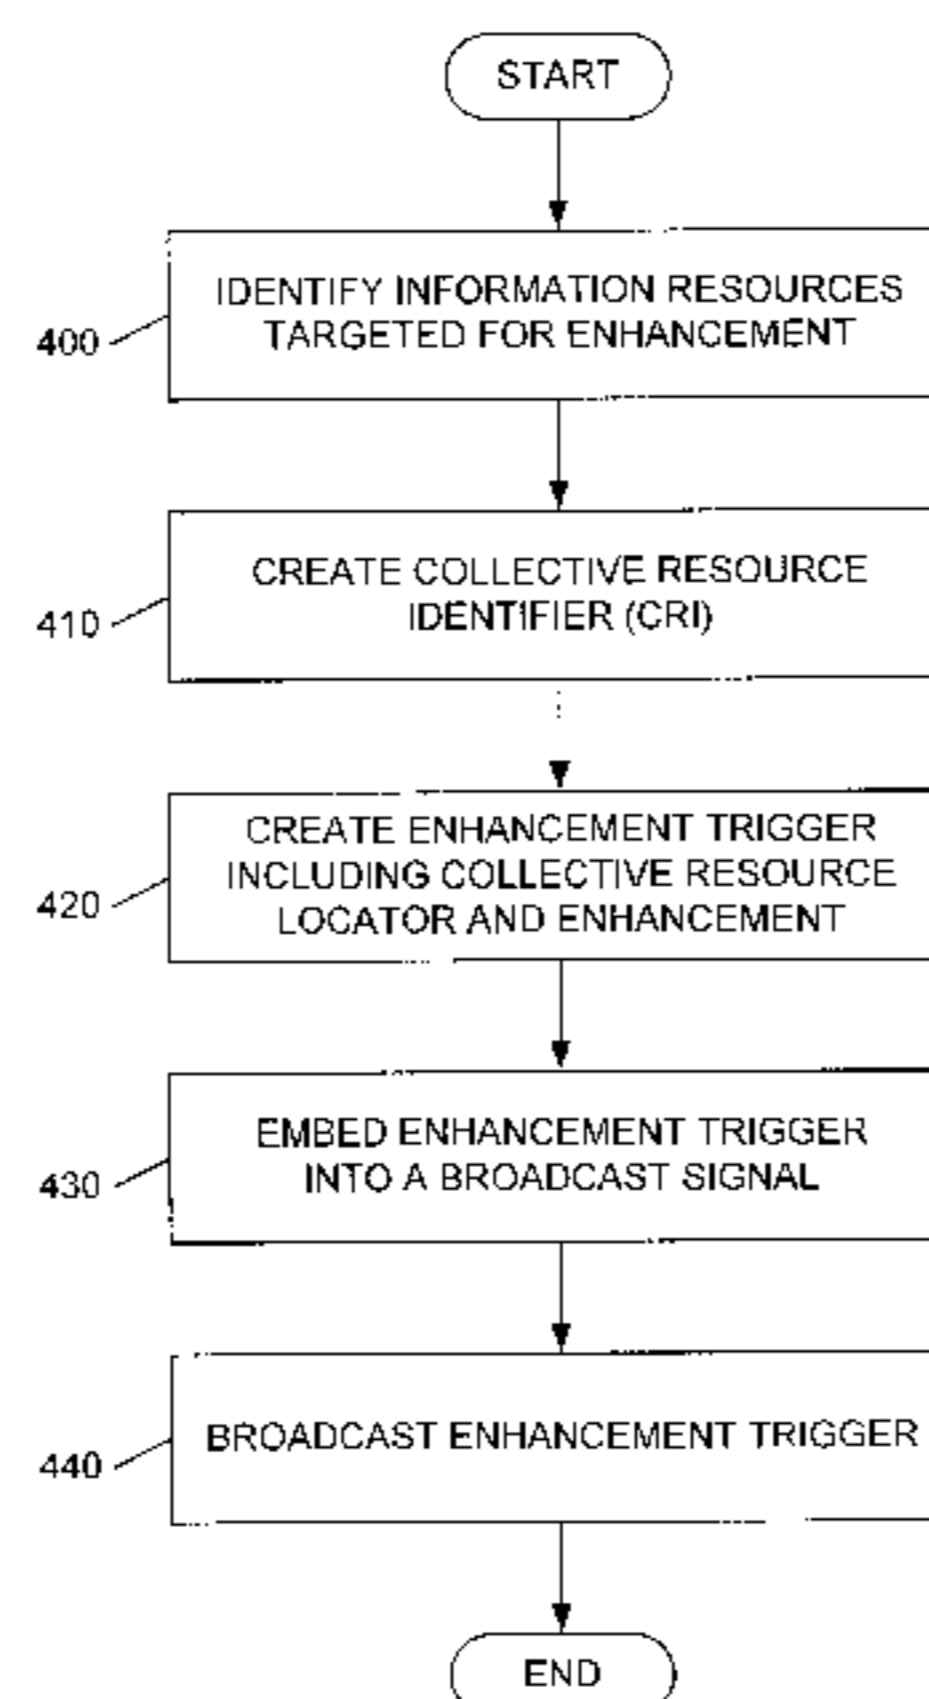 START
400
IDENTIFY INFORMATION RESOURCES
TARGETED FOR ENHANCEMENT
410
CREATE COLLECTIVE RESOURCE
IDENTIFIER (CRI)
420
CREATE ENHANCEMENT TRIGGER
INCLUDING COLLECTIVE RESOURCE
LOCATOR AND ENHANCEMENT
430
EMBED ENHANCEMENT TRIGGER
INTO A BROADCAST SIGNAL
440
BROADCAST ENHANCEMENT TRIGGER
END